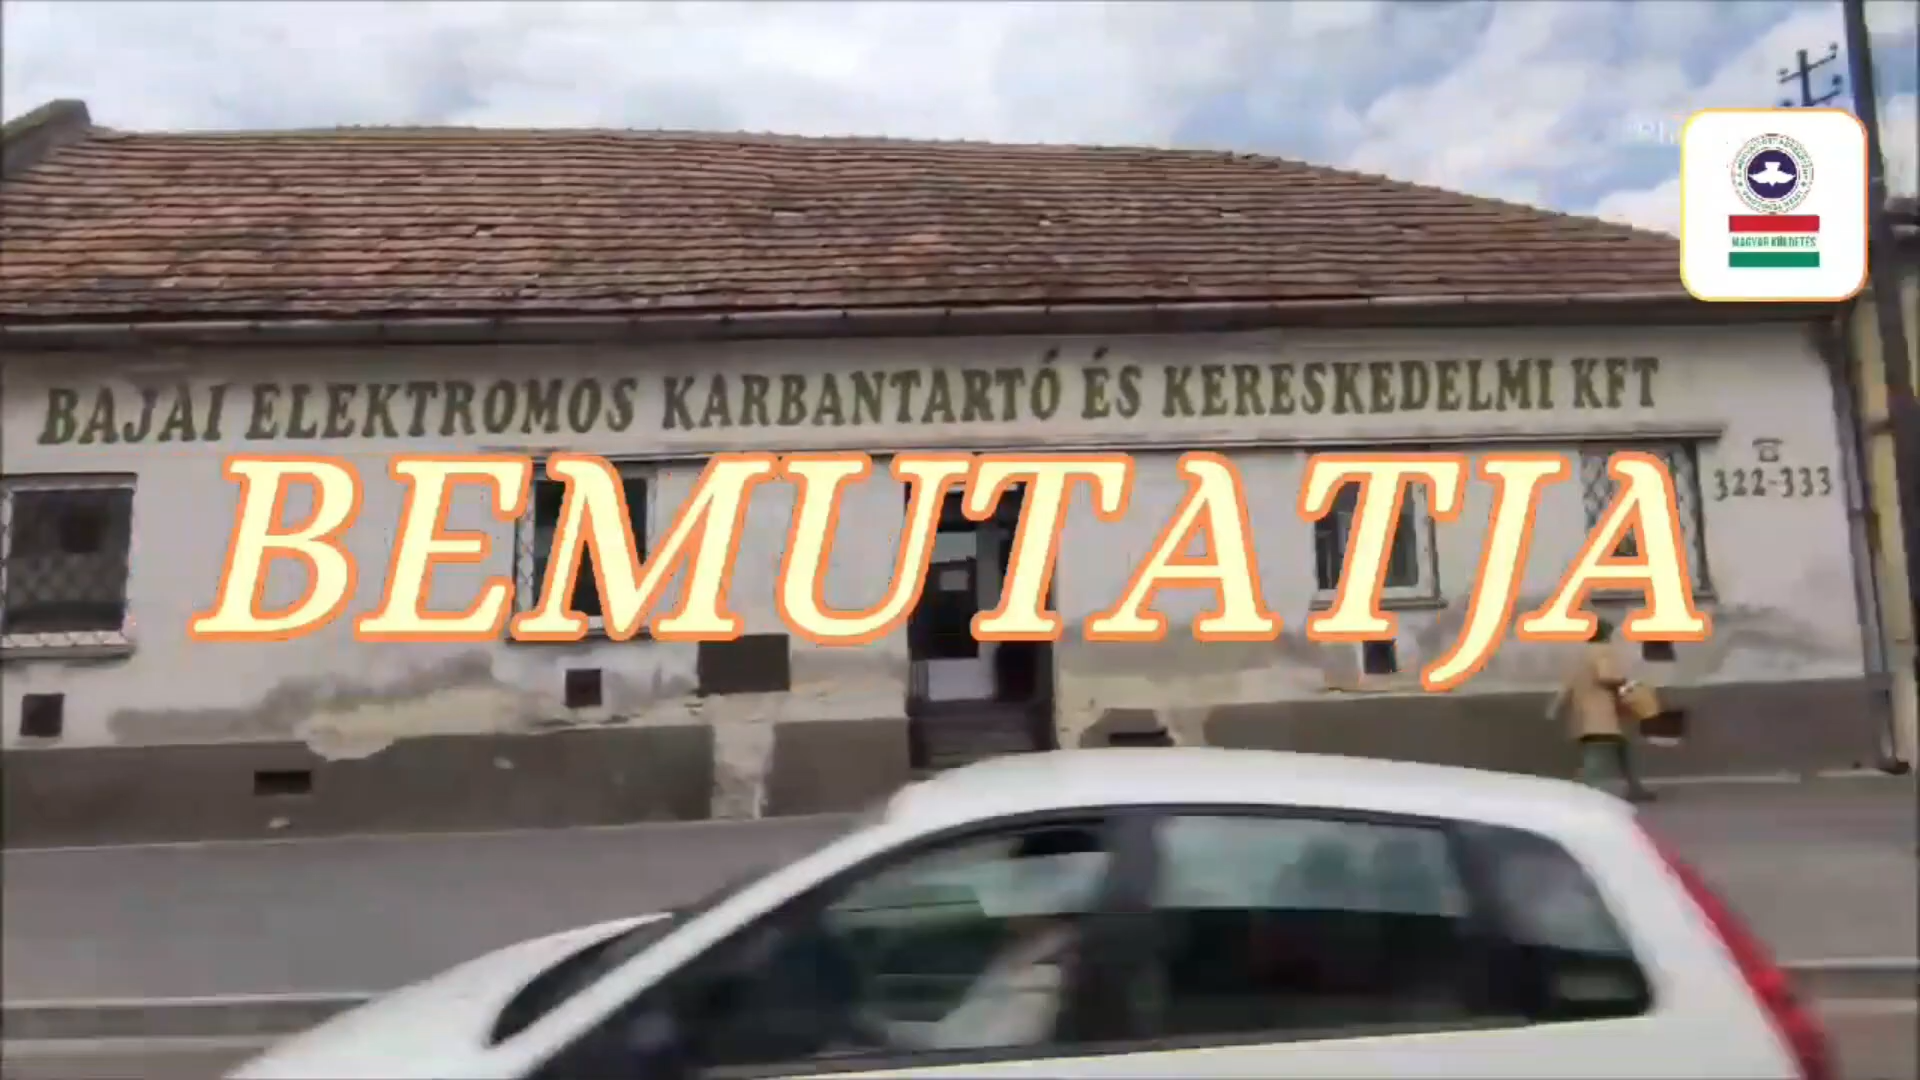 BAJAI ELEKTROMOS KARBANTARTÓ ÉS KERESKEDELMI KFT
322-333
BEMUTATJA
MAGYAR KÜLDETÉS